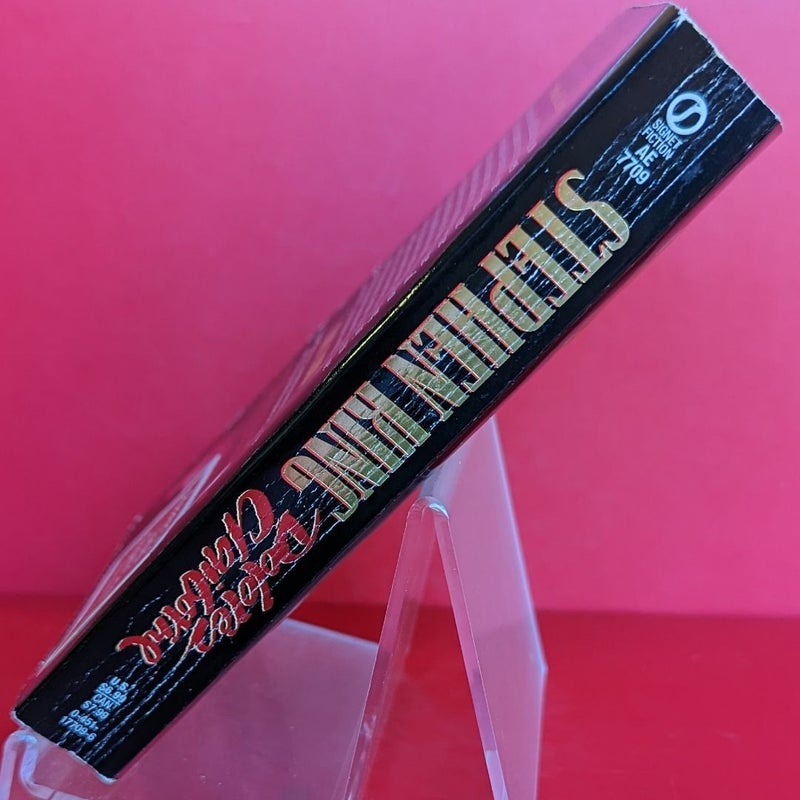 SIGNET
FICTION
AE
7709
STEPHEN KING
Dolores
Claiborne
U.S.
$6.99
CAN.
$7.99
0-451-
17709-6